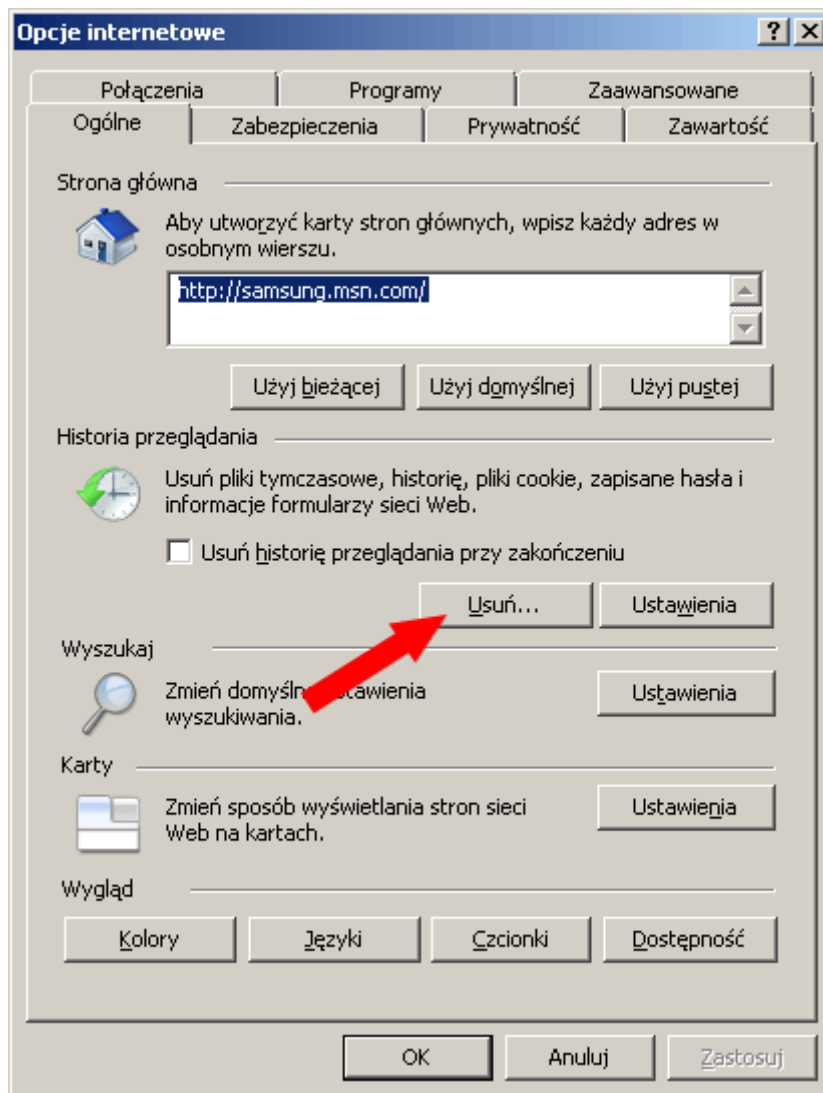 Opcje internetowe
Połączenia Programy Zaawansowane
Ogólne Zabezpieczenia Prywatność Zawartość
Strona główna
Aby utworzyć karty stron głównych, wpisz każdy adres w
osobnym wierszu.
http://samsung.msn.com/
Użyj bieżącej Użyj domyślnej Użyj pustej
Historia przeglądania
Usuń pliki tymczasowe, historię, pliki cookie, zapisane hasła i
informacje formularzy sieci Web.
Usuń historię przeglądania przy zakończeniu
Usuń... Ustawienia
Wyszukaj
Zmień
wyszukiwania.
Ustawienia
Karty
Zmień sposób wyświetlania stron sieci
Web na kartach.
Ustawienia
Wygląd
Kolory Języki Czcionki Dostępność
OK Anuluj Zastosuj